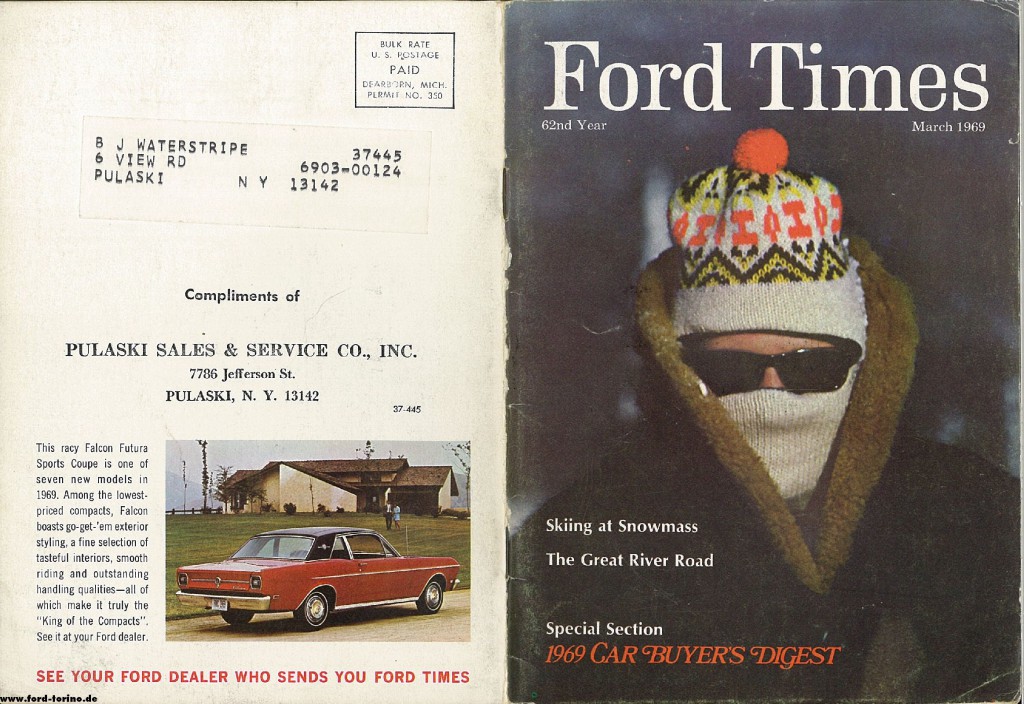 BULK RATE
U. S. POSTAGE
PAID
DEARBORN, MICH.
PERMIT NO. 350
B J WATERSTRIPE 37445
6 VIEW RD 6903-00124
PULASKI N Y 13142
Compliments of
PULASKI SALES & SERVICE CO., INC.
7786 Jefferson St.
PULASKI, N. Y. 13142
37-445
This racy Falcon Futura
Sports Coupe is one of
seven new models in
1969. Among the lowest-
priced compacts, Falcon
boasts go-get-'em exterior
styling, a fine selection of
tasteful interiors, smooth
riding and outstanding
handling qualities—all of
which make it truly the
"King of the Compacts".
See it at your Ford dealer.
SEE YOUR FORD DEALER WHO SENDS YOU FORD TIMES
www.ford-torino.de
Ford Times
62nd Year March 1969
Skiing at Snowmass
The Great River Road
Special Section
1969 CAR BUYER'S DIGEST